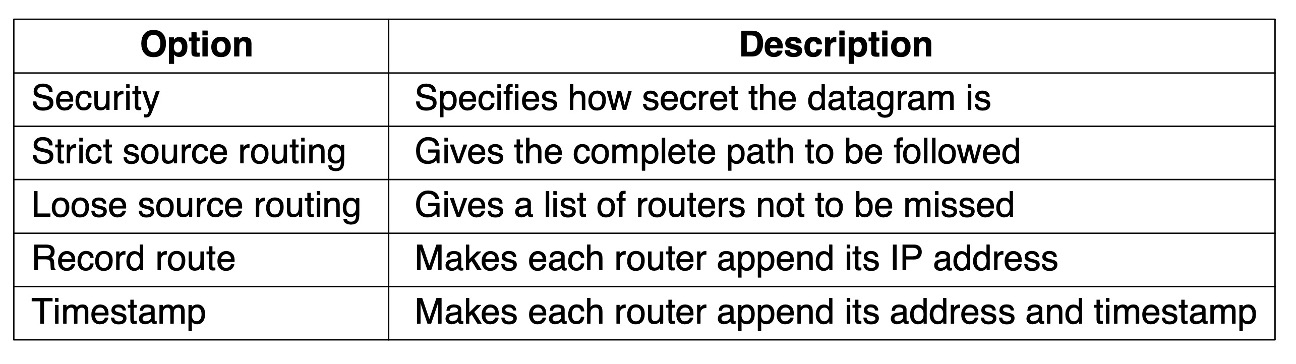 Option Description
Security Specifies how secret the datagram is
Strict source routing Gives the complete path to be followed
Loose source routing Gives a list of routers not to be missed
Record route Makes each router append its IP address
Timestamp Makes each router append its address and timestamp